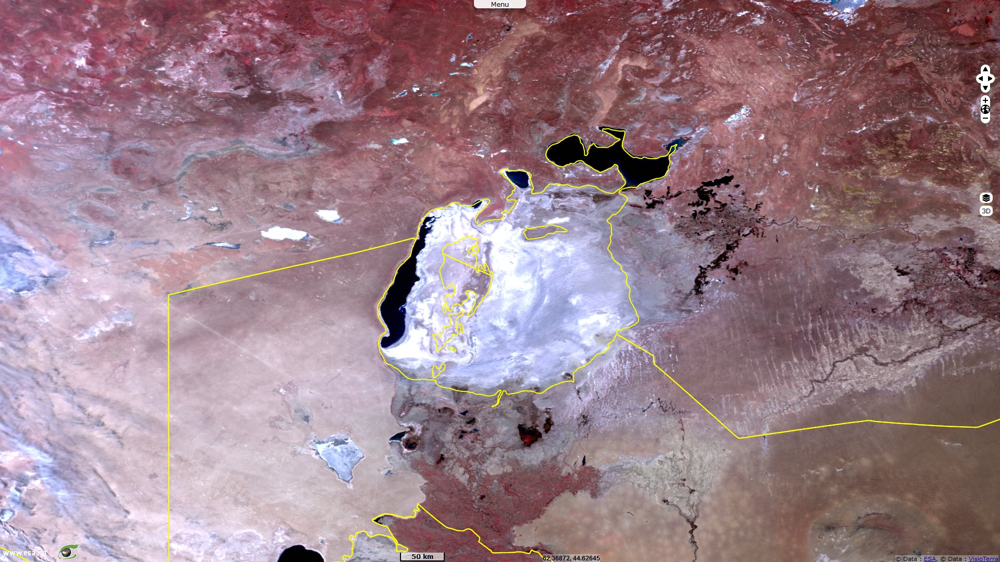 Menu
3D
www.esa.int
50 km
62.36872, 44.62645
© Data : ESA, © Data : VisioTerra